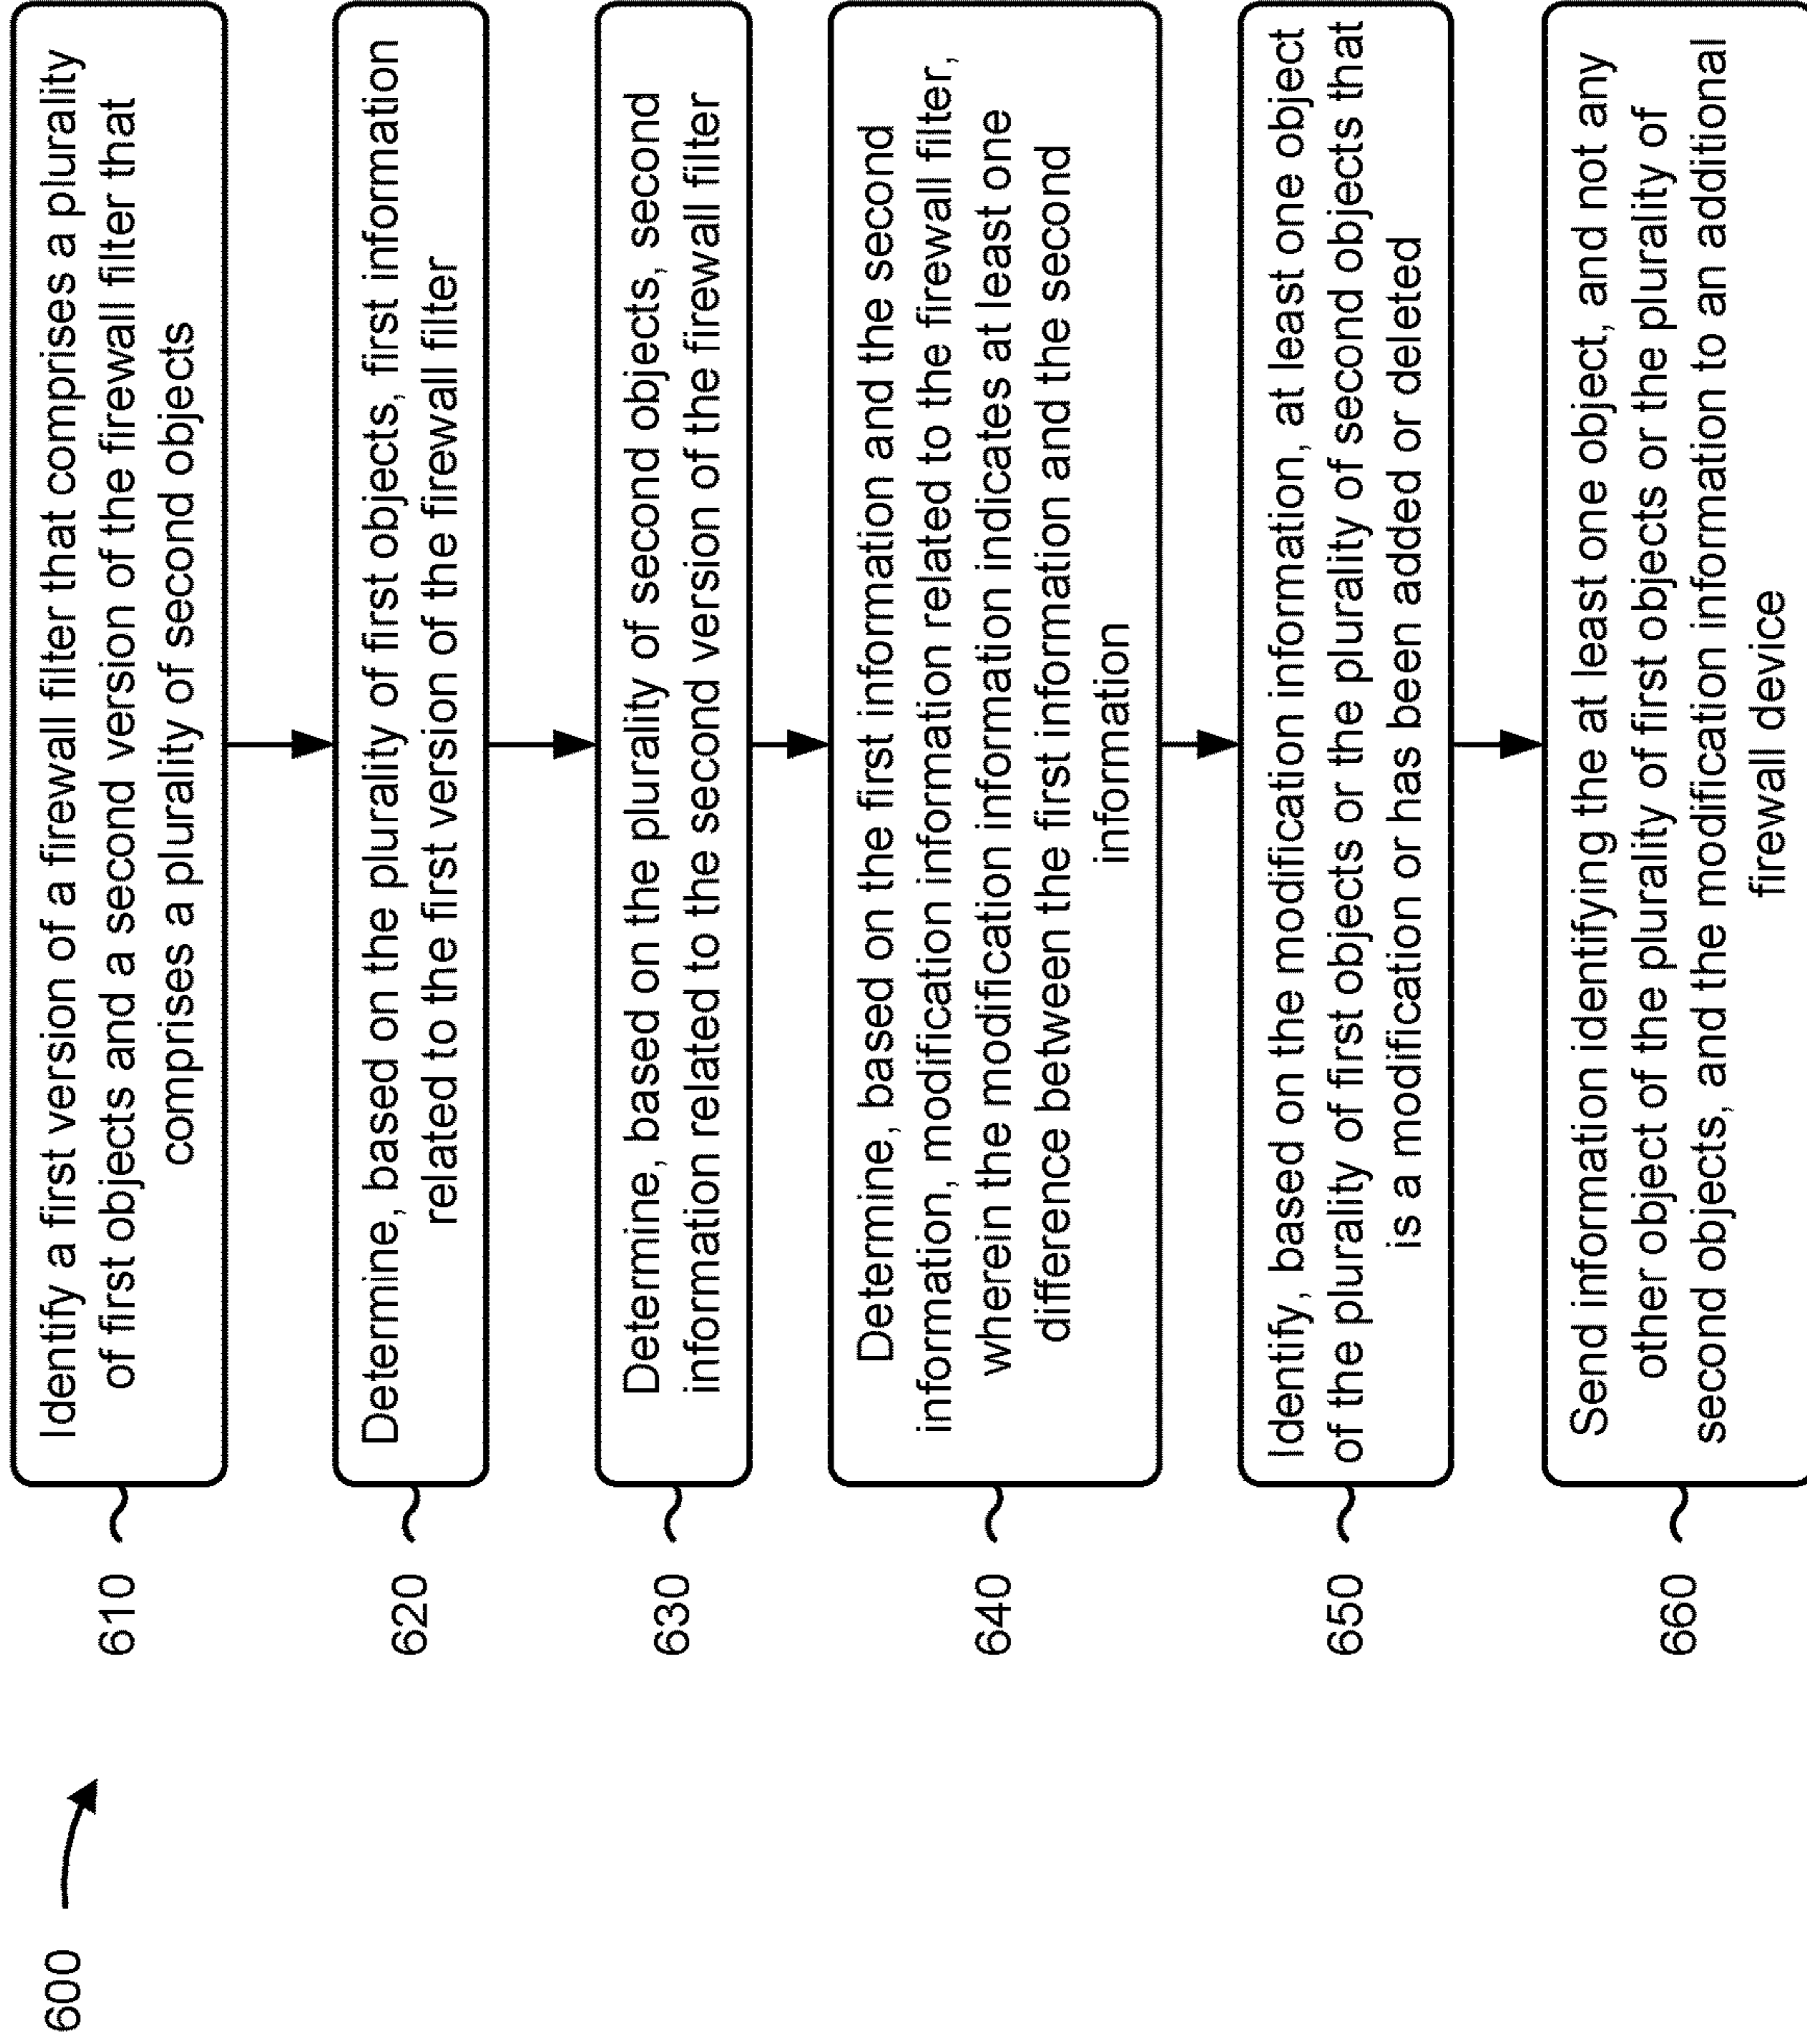 600
610
Identify a first version of a firewall filter that comprises a plurality
of first objects and a second version of the firewall filter that
comprises a plurality of second objects
620
Determine, based on the plurality of first objects, first information
related to the first version of the firewall filter
630
Determine, based on the plurality of second objects, second
information related to the second version of the firewall filter
640
Determine, based on the first information and the second
information, modification information related to the firewall filter,
wherein the modification information indicates at least one
difference between the first information and the second
information
650
Identify, based on the modification information, at least one object
of the plurality of first objects or the plurality of second objects that
is a modification or has been added or deleted
660
Send information identifying the at least one object, and not any
other object of the plurality of first objects or the plurality of
second objects, and the modification information to an additional
firewall device